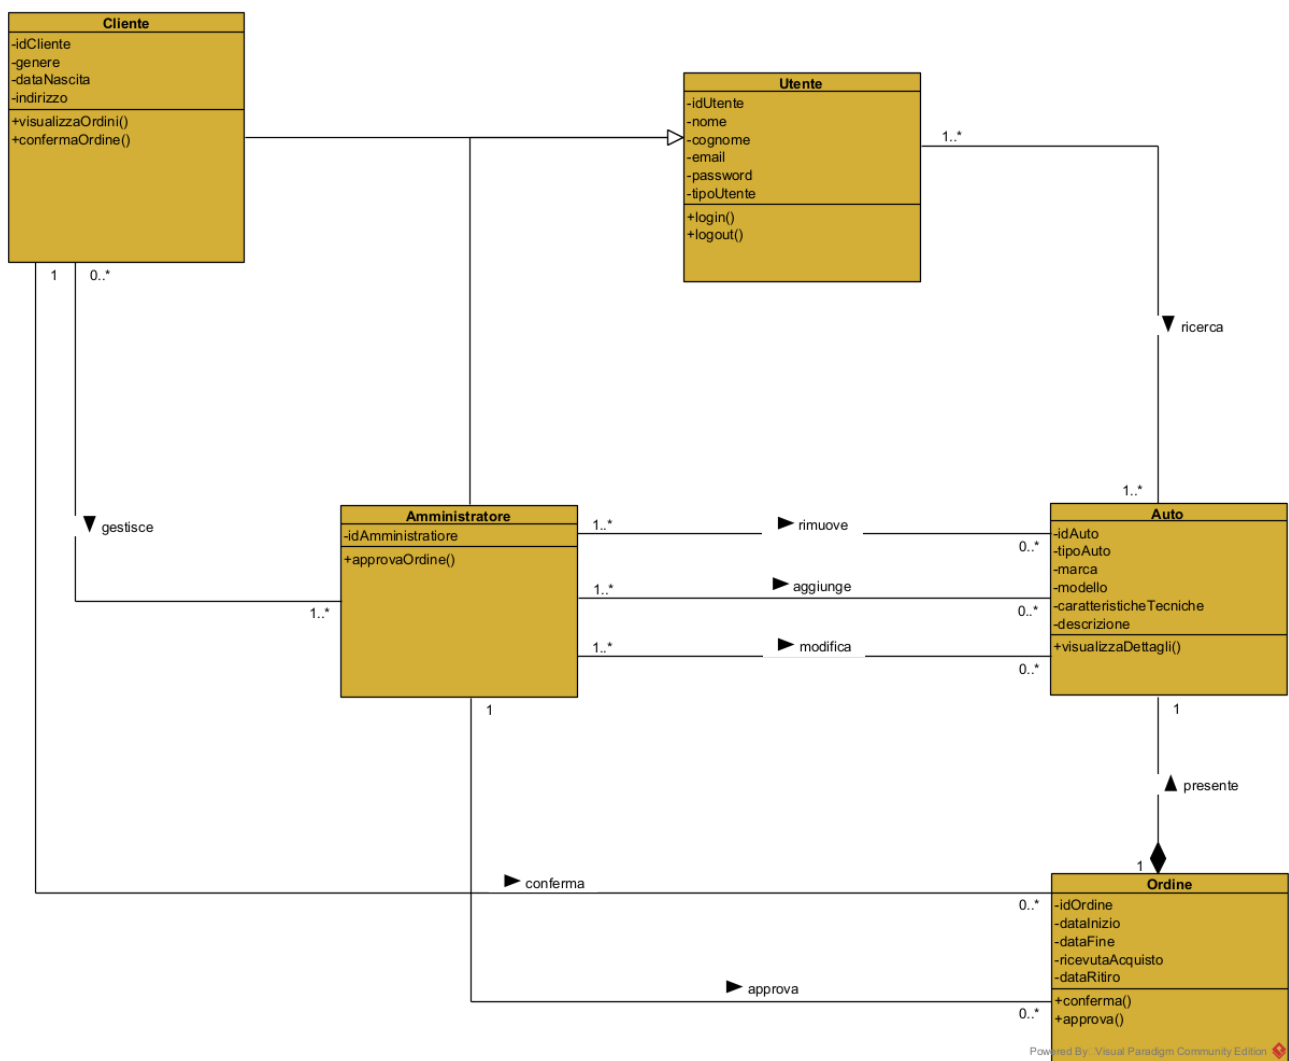 Cliente
-idCliente
-genere
-dataNascita
-indirizzo
+visualizzaOrdini()
+confermaOrdine()
Utente
-idUtente
-nome
-cognome
-email
-password
-tipoUtente
+login()
+logout()
1..*
1
0..*
ricerca
1..*
gestisce
1..*
Amministratore
-idAmministratiore
+approvaOrdine()
1..*
rimuove
0..*
1..*
aggiunge
0..*
1..*
modifica
0..*
Auto
-idAuto
-tipoAuto
-marca
-modello
-caratteristicheTecniche
-descrizione
+visualizzaDettagli()
1
1
presente
1
conferma
0..*
Ordine
-idOrdine
-dataInizio
-dataFine
-ricevutaAcquisto
-dataRitiro
+conferma()
+approva()
approva
0..*
Powered By Visual Paradigm Community Edition